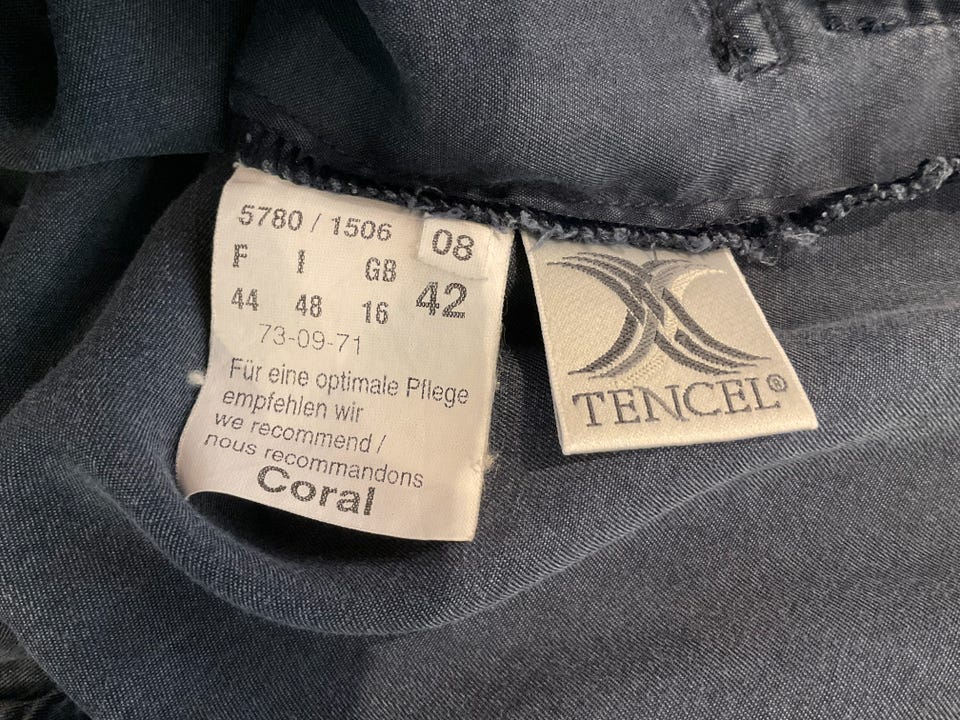 5780 / 1506 08
F I GB
44 48 16 42
73-09-71
Für eine optimale Pflege
empfehlen wir
we recommend /
nous recommandons
Coral
TENCEL®